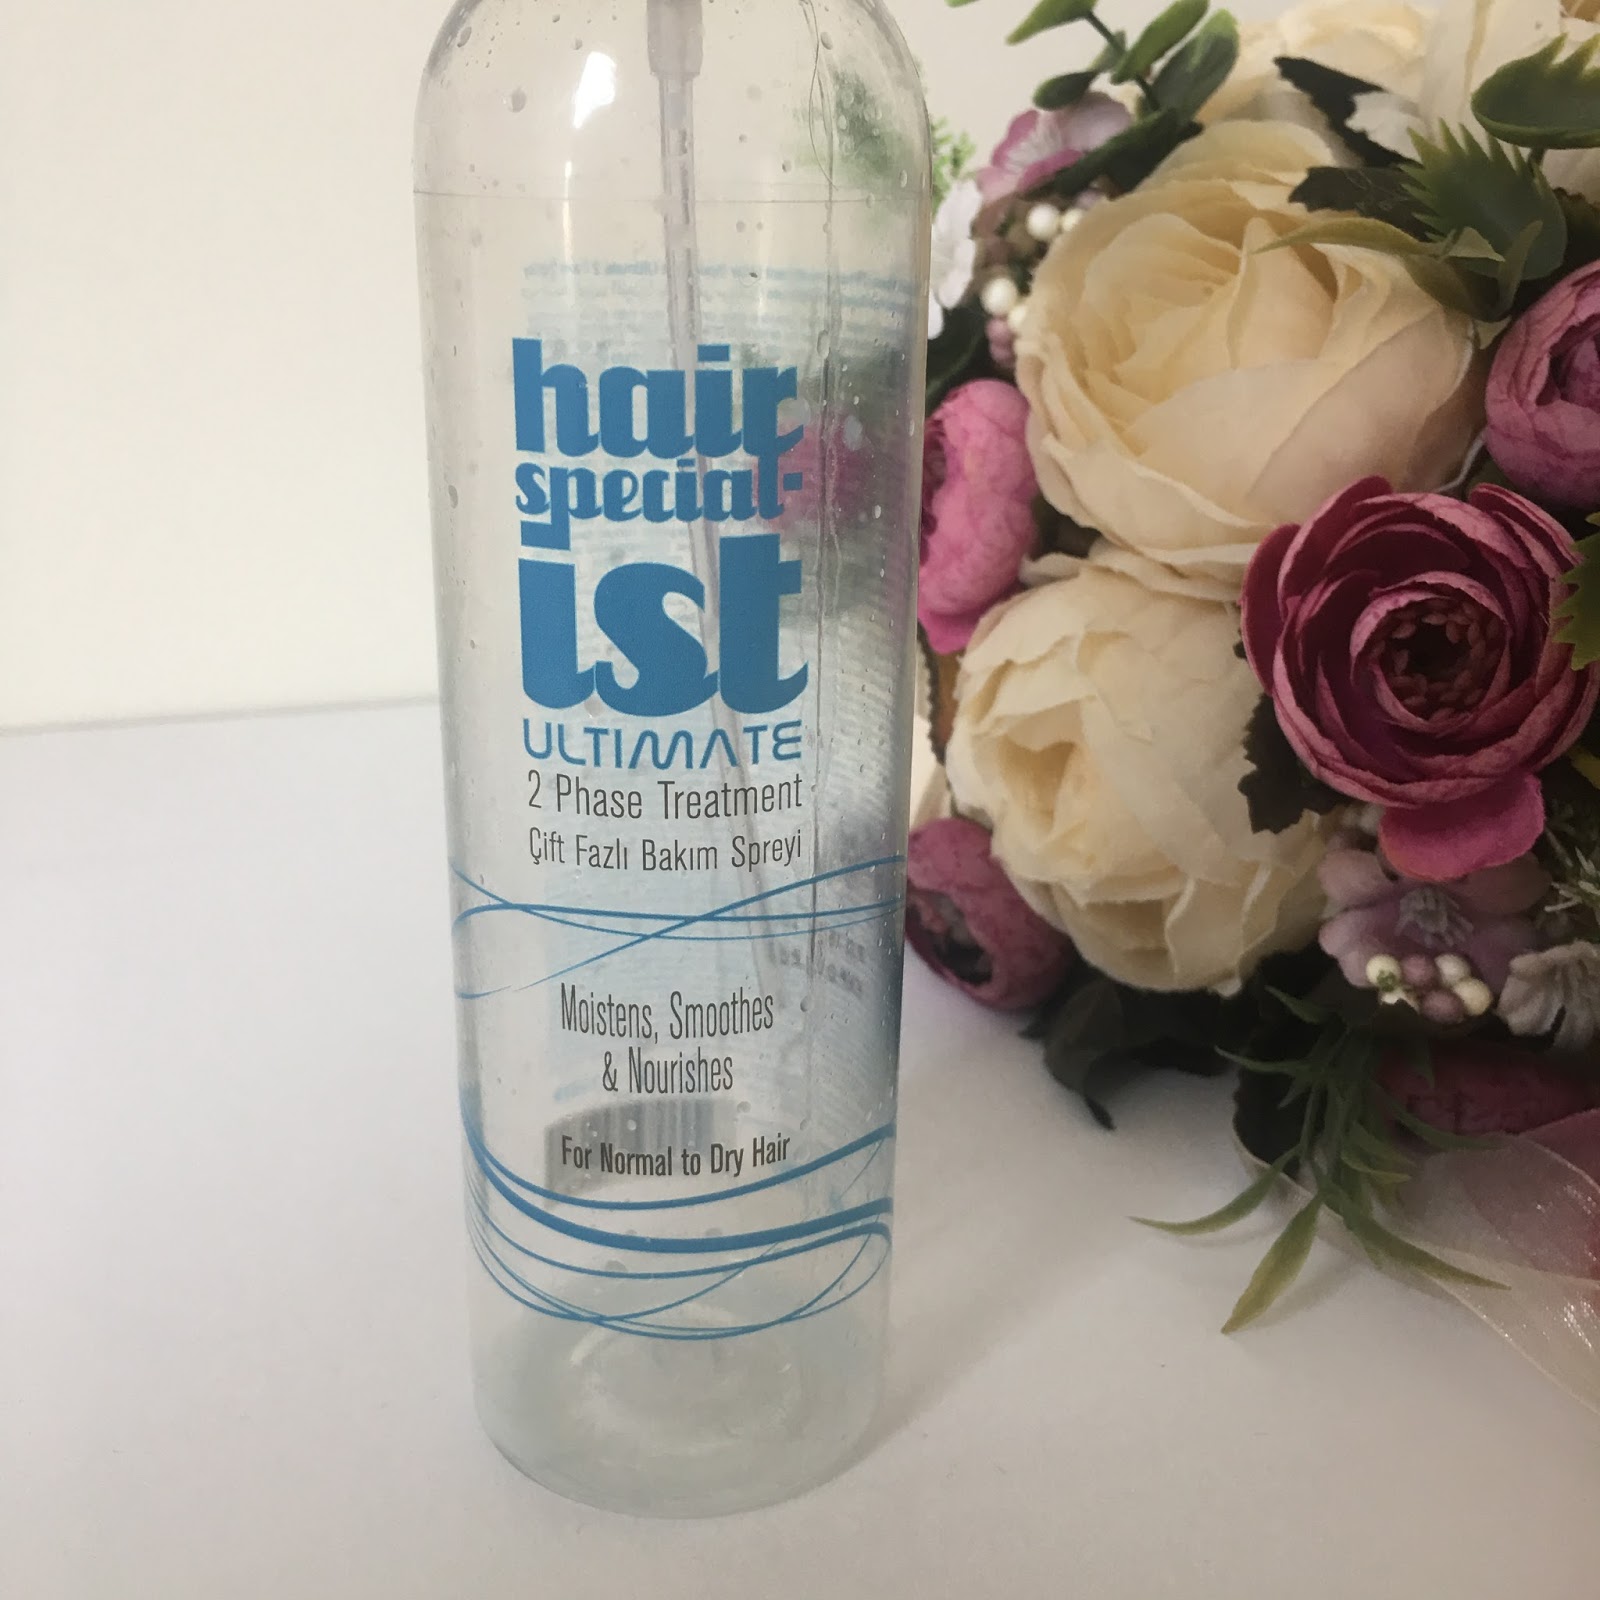 hair
special-
ist
ULTIMATE
2 Phase Treatment
Çift Fazlı Bakım Spreyi
Moistens, Smoothes
& Nourishes
For Normal to Dry Hair